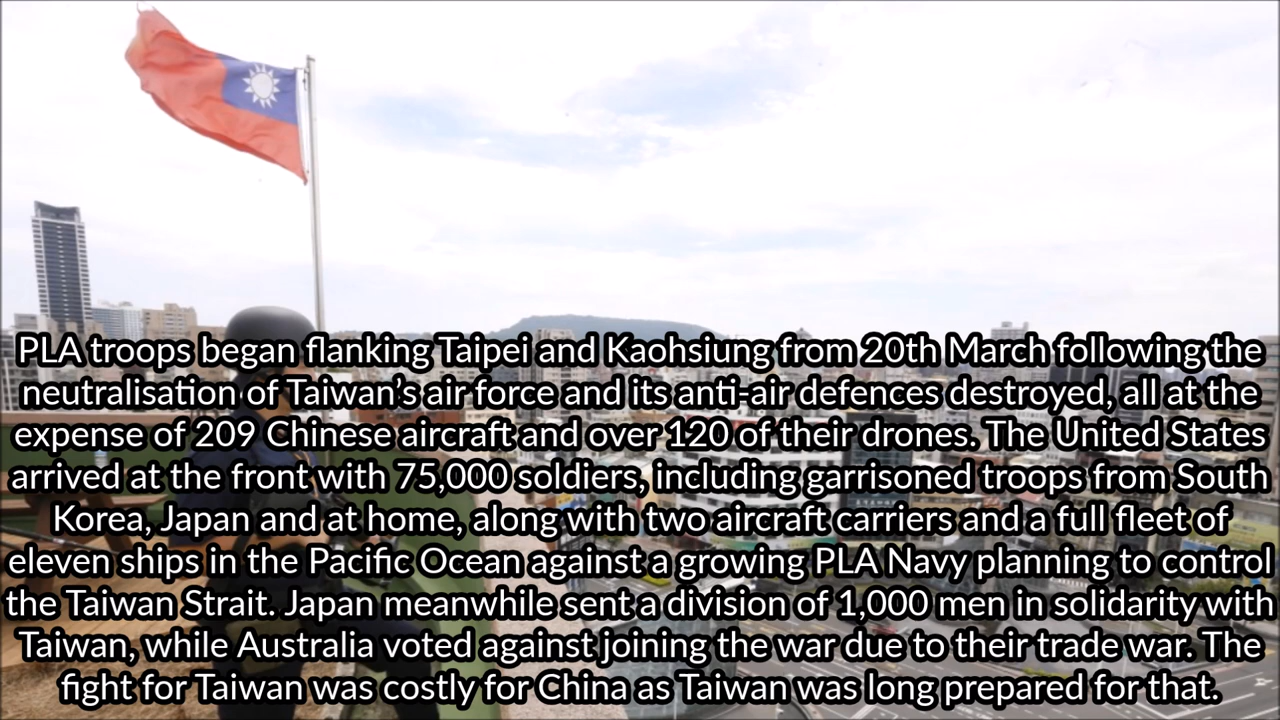 PLA troops began flanking Taipei and Kaohsiung from 20th March following the
neutralisation of Taiwan's air force and its anti-air defences destroyed, all at the
expense of 209 Chinese aircraft and over 120 of their drones. The United States
arrived at the front with 75,000 soldiers, including garrisoned troops from South
Korea, Japan and at home, along with two aircraft carriers and a full fleet of
eleven ships in the Pacific Ocean against a growing PLA Navy planning to control
the Taiwan Strait. Japan meanwhile sent a division of 1,000 men in solidarity with
Taiwan, while Australia voted against joining the war due to their trade war. The
fight for Taiwan was costly for China as Taiwan was long prepared for that.